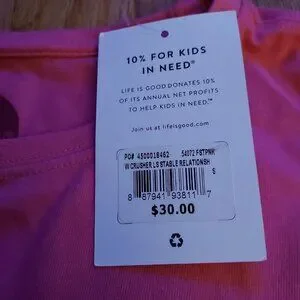 10% FOR KIDS
IN NEED®
LIFE IS GOOD DONATES 10%
OF ITS ANNUAL NET PROFITS
TO HELP KIDS IN NEED.™
Join us at lifeisgood.com
PO# 4500018462 54072 FSTPNK
W CRUSHER LS STABLE RELATIONSH
S
8 87941 93811 7
$30.00